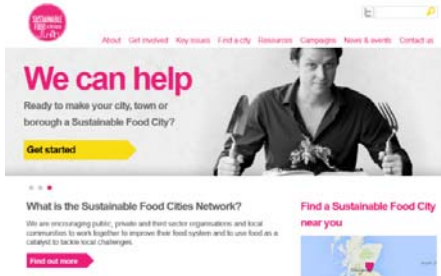 SUSTAINABLE
FOOD cities
About Get involved Key issues Find a city Resources Campaigns News & events Contact us
We can help
Ready to make your city, town or
borough a Sustainable Food City?
Get started
What is the Sustainable Food Cities Network?
Find a Sustainable Food City
near you
We are encouraging public, private and third sector organisations and local
communities to work together to improve their food system and to use food as a
catalyst to tackle local challenges.
Find out more